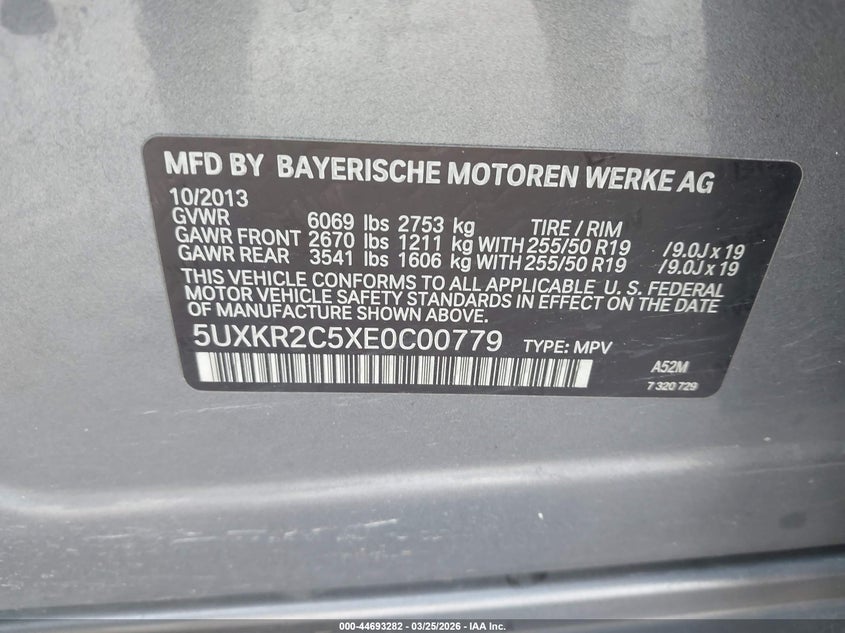 MFD BY BAYERISCHE MOTOREN WERKE AG
10/2013
GVWR 6069 lbs 2753 kg TIRE / RIM
GAWR FRONT 2670 lbs 1211 kg WITH 255/50 R19 /9.0J x 19
GAWR REAR 3541 lbs 1606 kg WITH 255/50 R19 /9.0J x 19
THIS VEHICLE CONFORMS TO ALL APPLICABLE U. S. FEDERAL
MOTOR VEHICLE SAFETY STANDARDS IN EFFECT ON THE DATE
OF MANUFACTURE SHOWN ABOVE.
5UXKR2C5XE0C00779 TYPE: MPV
A52M
7 320 729
000-44693282 - 03/25/2026 - IAA Inc.